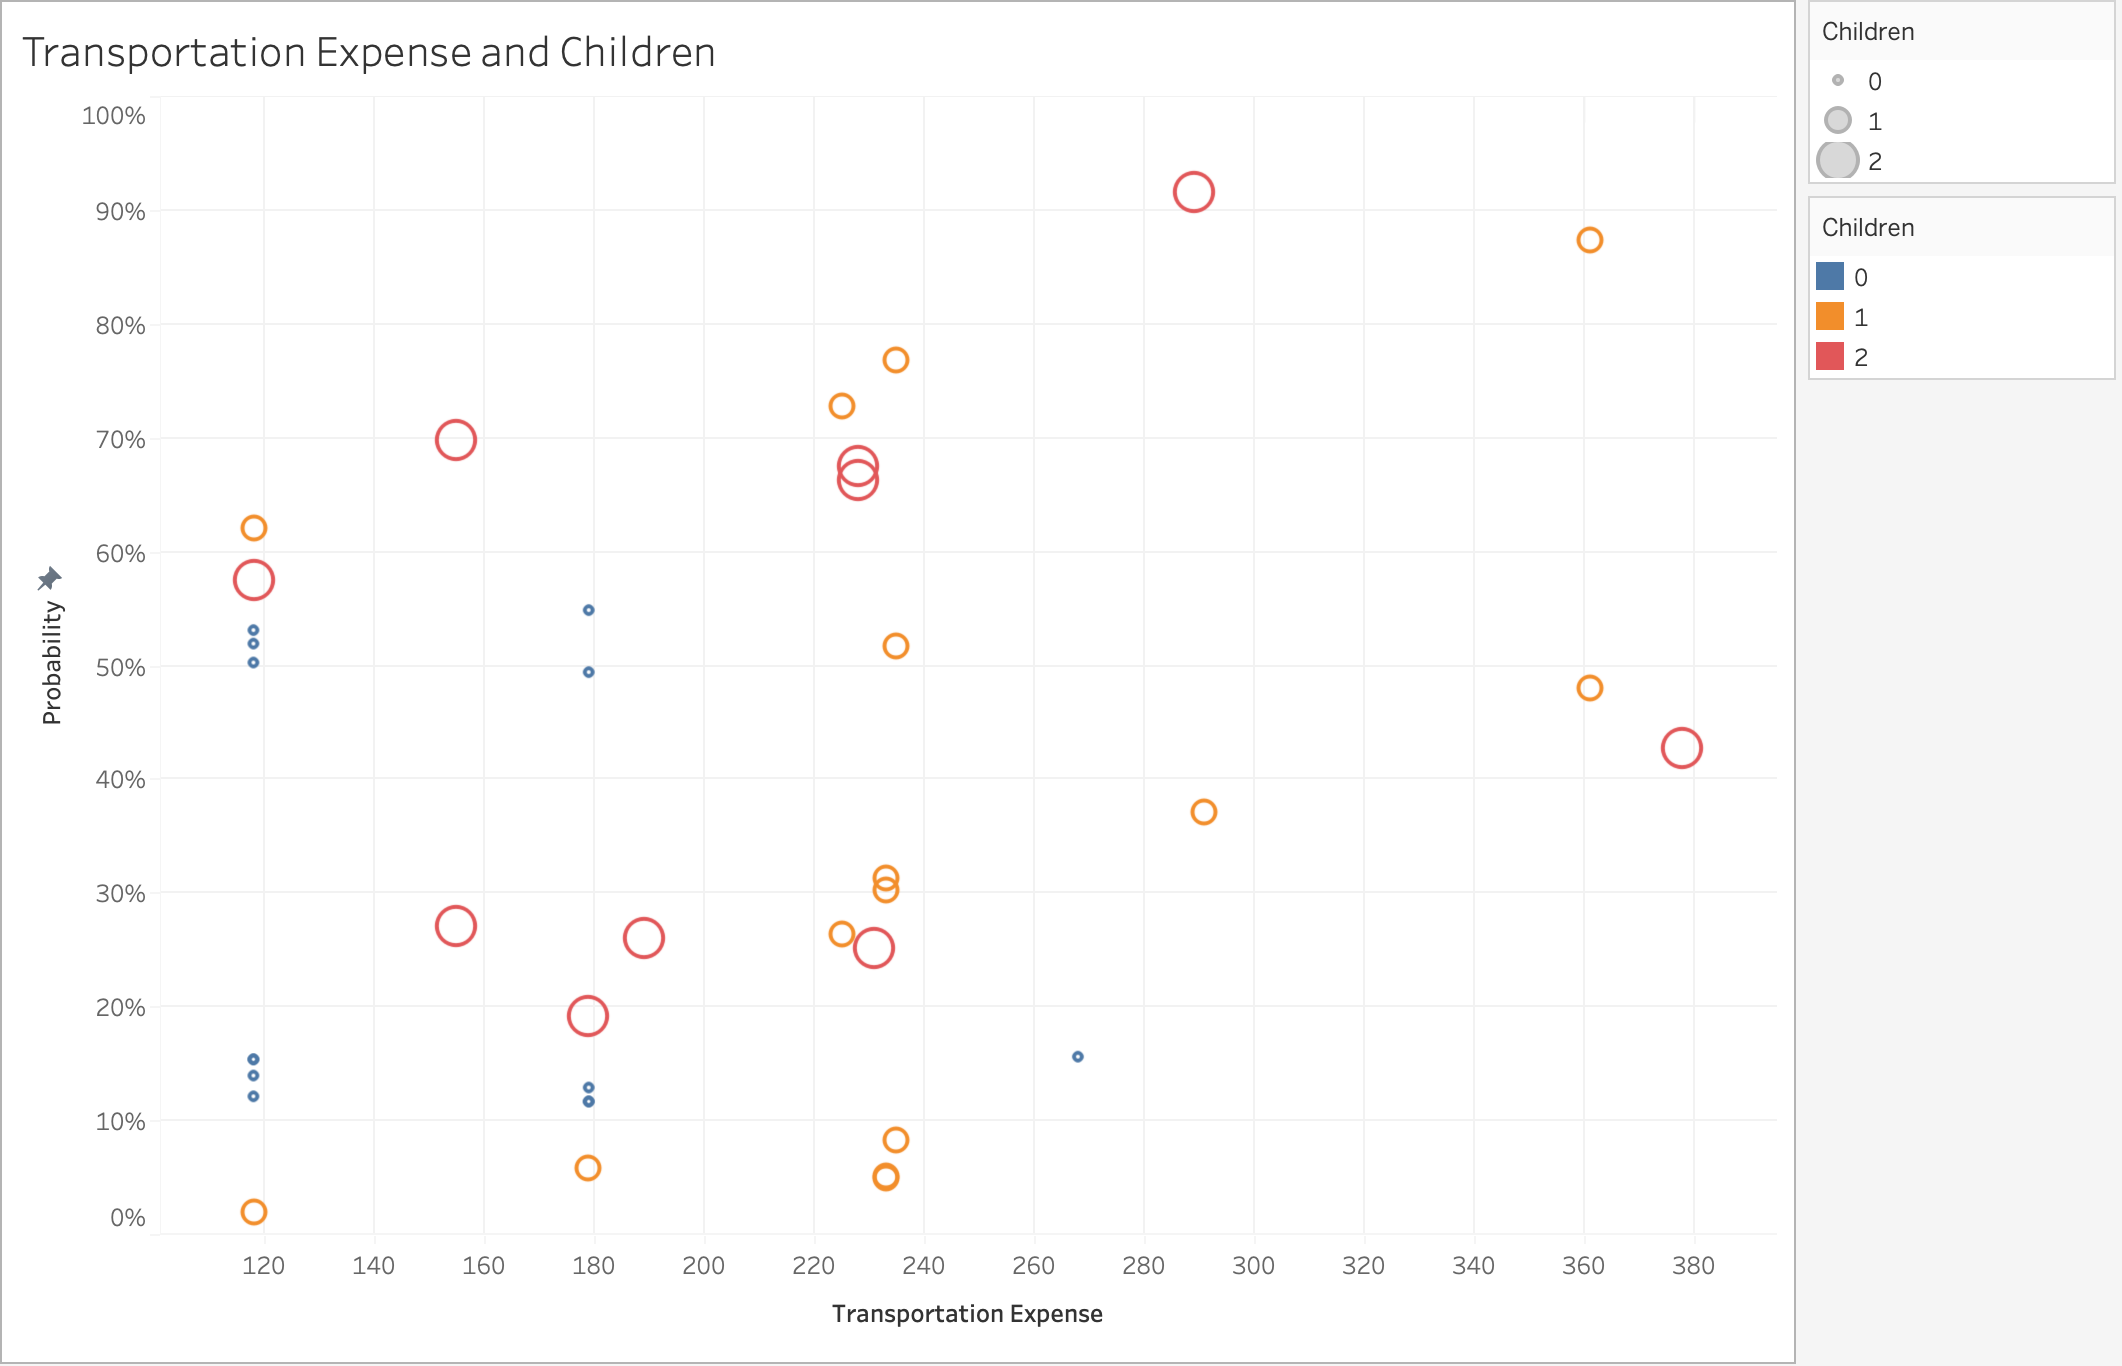 Transportation Expense and Children
100%
90%
80%
70%
60%
50%
40%
30%
20%
10%
0%
Probability
120 140 160 180 200 220 240 260 280 300 320 340 360 380
Transportation Expense
Children
0
1
2
Children
0
1
2